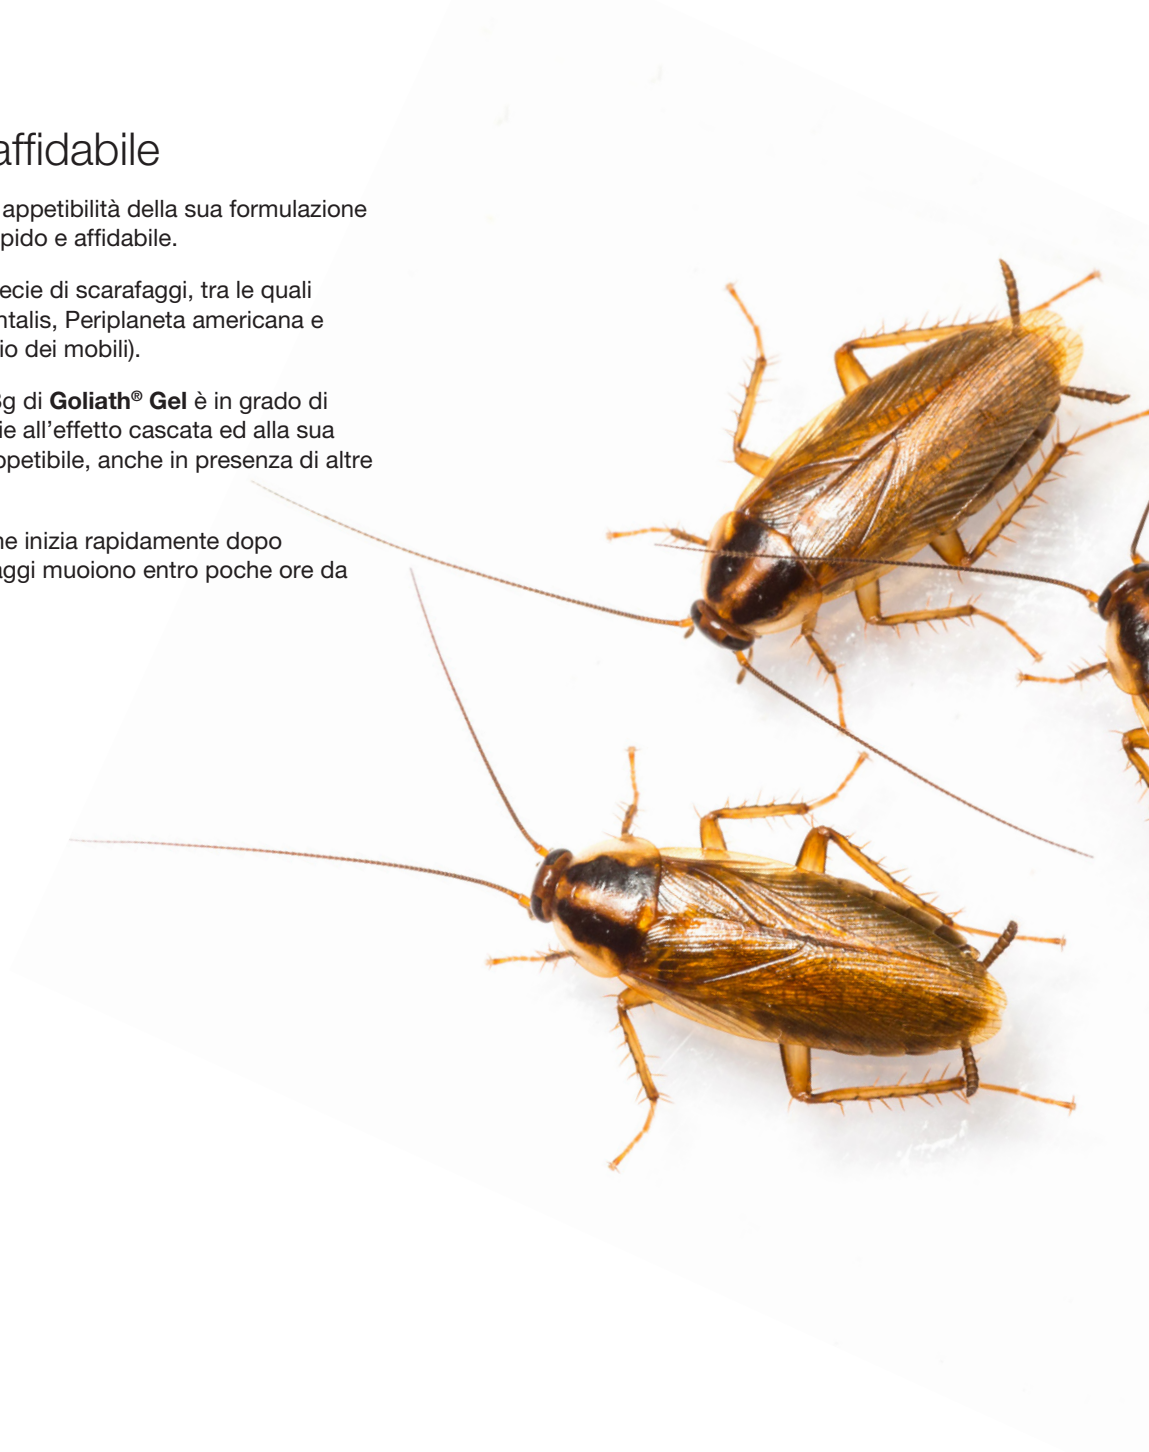 affidabile
appetibilità della sua formulazione
pido e affidabile.
ecie di scarafaggi, tra le quali
ntalis, Periplaneta americana e
io dei mobili).
g di Goliath® Gel è in grado di
ie all’effetto cascata ed alla sua
ppetibile, anche in presenza di altre
ne inizia rapidamente dopo
aggi muoiono entro poche ore da